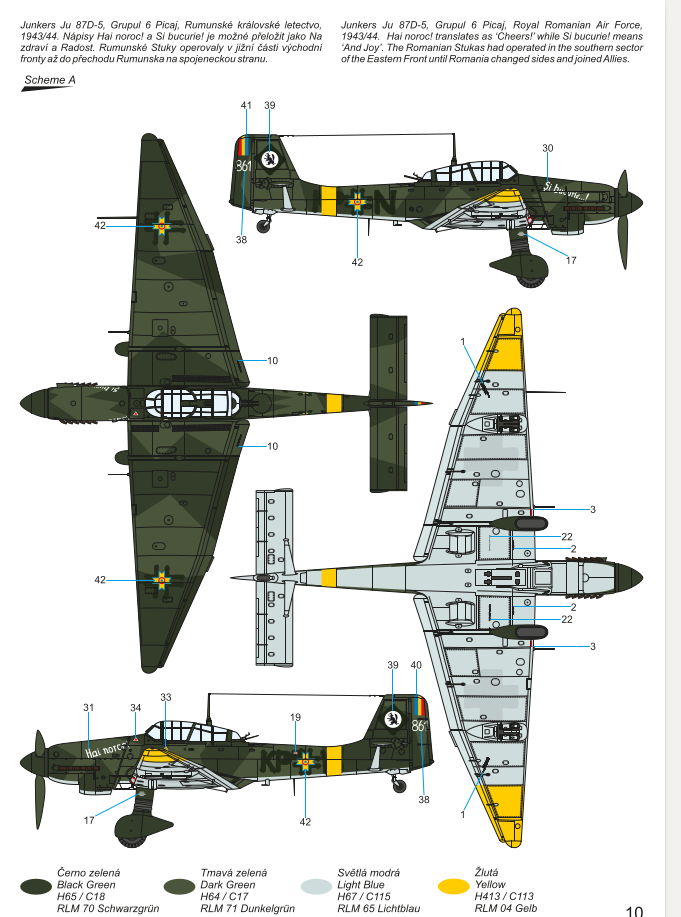 Junkers Ju 87D-5, Grupul 6 Picaj, Rumunské královské letectvo,
1943/44. Nápisy Hai noroc! a Si bucurie! je možné přeložit jako Na
zdraví a Radost. Rumunské Stuky operovaly v jižní části východní
fronty až do přechodu Rumunska na spojeneckou stranu.
Junkers Ju 87D-5, Grupul 6 Picaj, Royal Romanian Air Force,
1943/44. Hai noroc! translates as ‘Cheers!’ while Si bucurie! means
‘And Joy’. The Romanian Stukas had operated in the southern sector
of the Eastern Front until Romania changed sides and joined Allies.
Scheme A
41 39
30
861
Si bucurie...!
N
42
38
42
17
1
10
10
3
22
2
42
2
22
3
39 40
33
31 34
19
861
Hai noroc
KP
38
17
42
1
Černo zelená
Black Green
H65 / C18
RLM 70 Schwarzgrün
Tmavá zelená
Dark Green
H64 / C17
RLM 71 Dunkelgrün
Světlá modrá
Light Blue
H67 / C115
RLM 65 Lichtblau
Žlutá
Yellow
H413 / C113
RLM 04 Gelb
10